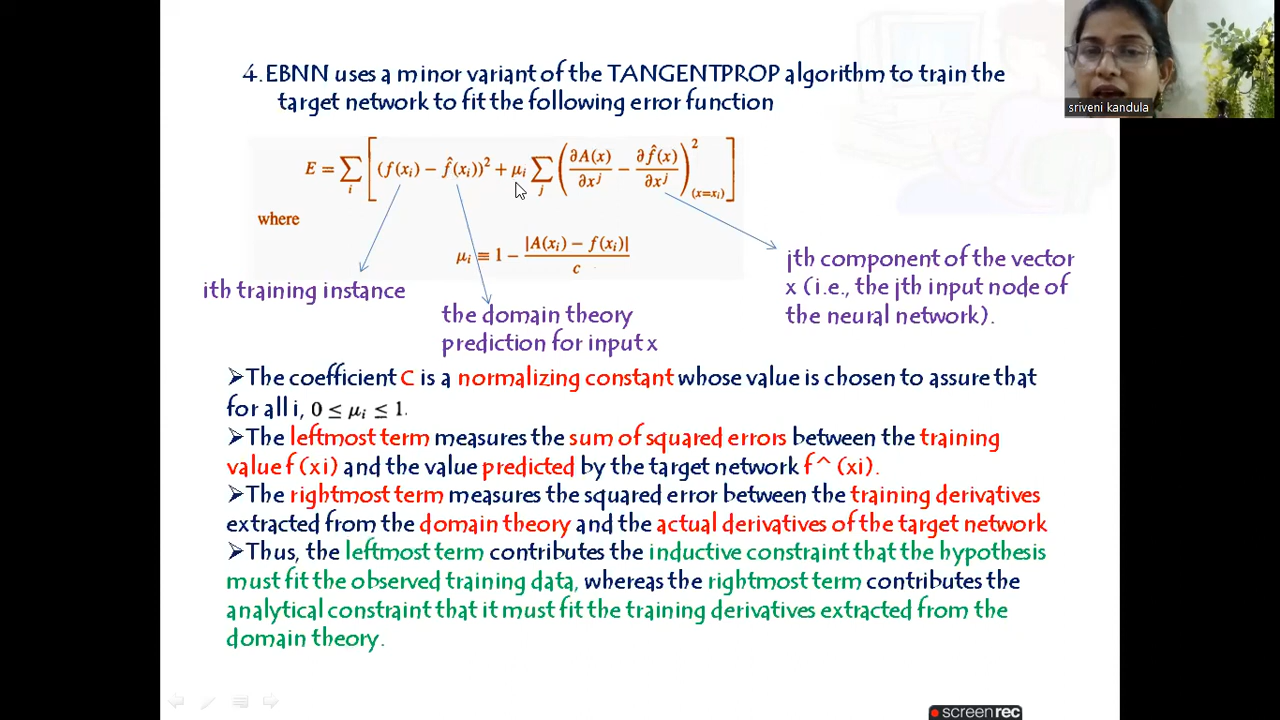 4.EBNN uses a minor variant of the TANGENTPROP algorithm to train the
target network to fit the following error function
E = ∑_i [ (f(x_i) − f̂(x_i))² + μ_i ∑_j ( ∂A(x)/∂x^j − ∂f̂(x)/∂x^j )²_(x=x_i) ]
where
μ_i ≡ 1 − |A(x_i) − f(x_i)| / c
ith training instance
the domain theory
prediction for input x
jth component of the vector
x (i.e., the jth input node of
the neural network).
➢The coefficient C is a normalizing constant whose value is chosen to assure that
for all i, 0 ≤ μ_i ≤ 1.
➢The leftmost term measures the sum of squared errors between the training
value f (xi) and the value predicted by the target network f^ (xi).
➢The rightmost term measures the squared error between the training derivatives
extracted from the domain theory and the actual derivatives of the target network
➢Thus, the leftmost term contributes the inductive constraint that the hypothesis
must fit the observed training data, whereas the rightmost term contributes the
analytical constraint that it must fit the training derivatives extracted from the
domain theory.
sriveni kandula
screenrec